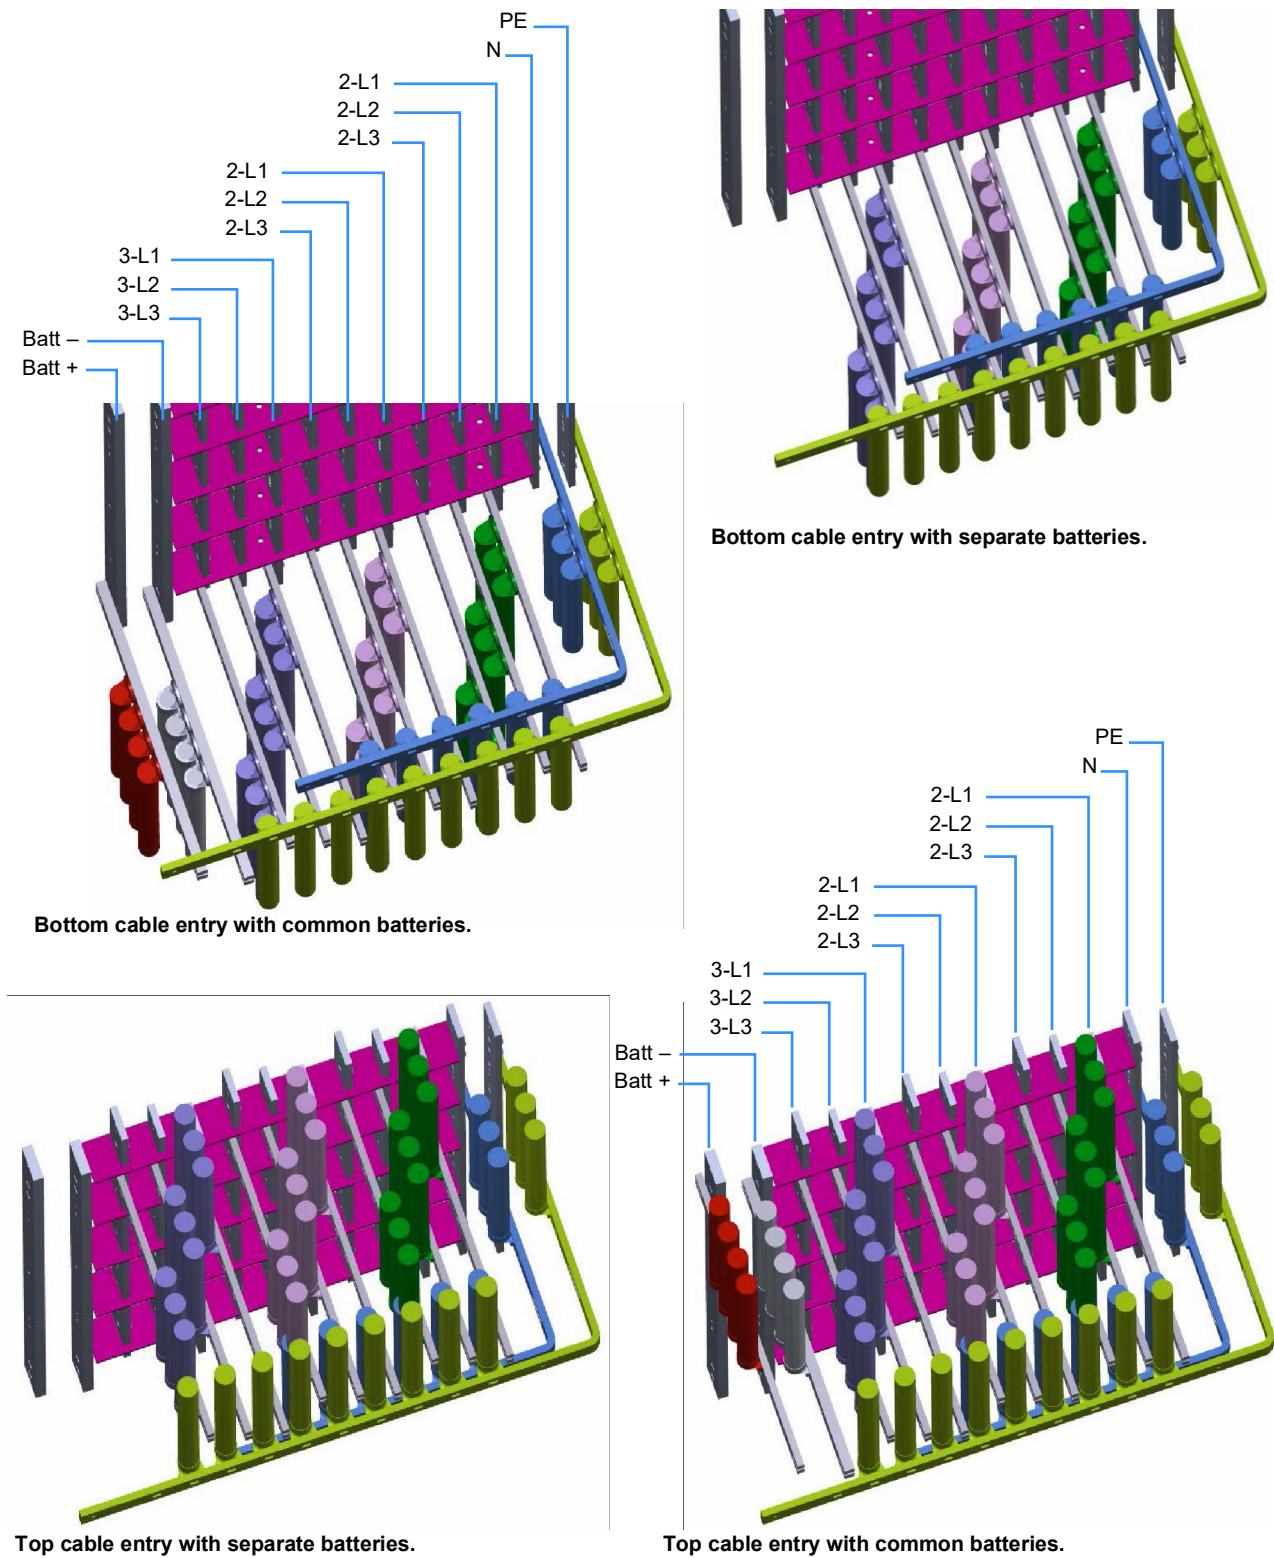 PE
N
2-L1
2-L2
2-L3
2-L1
2-L2
2-L3
3-L1
3-L2
3-L3
Batt –
Batt +
Bottom cable entry with separate batteries.
Bottom cable entry with common batteries.
PE
N
2-L1
2-L2
2-L3
2-L1
2-L2
2-L3
3-L1
3-L2
3-L3
Batt –
Batt +
Top cable entry with separate batteries.
Top cable entry with common batteries.